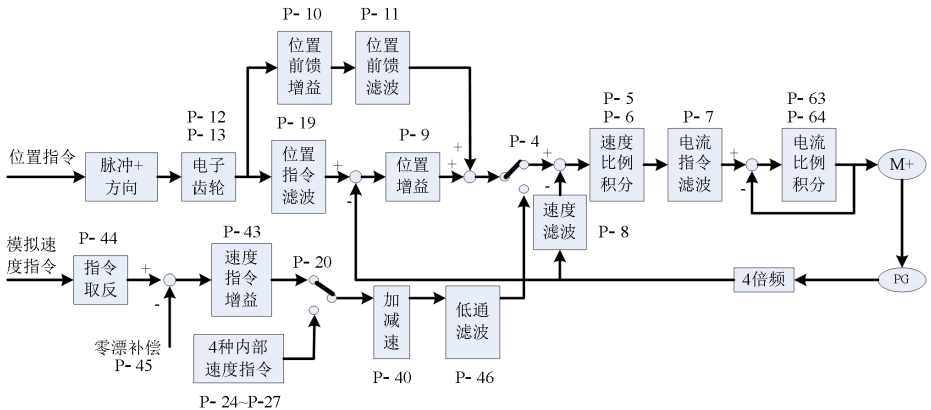 P- 10
P- 11
位置
前馈
增益
位置
前馈
滤波
+
P- 12
P- 13
P- 19
P- 9
P- 4
P- 5
P- 6
P- 7
P- 63
P- 64
位置指令
脉冲+
方向
电子
齿轮
位置
指令
滤波
+
-
位置
增益
+
+
-
速度
比例
积分
电流
指令
滤波
+
-
电流
比例
积分
M+
速度
滤波
P- 8
模拟速
度指令
P- 44
指令
取反
+
-
P- 43
速度
指令
增益
P- 20
加
减
速
低通
滤波
4倍频
PG
零漂补偿
P- 45
4种内部
速度指令
P- 40
P- 46
P- 24~P-27